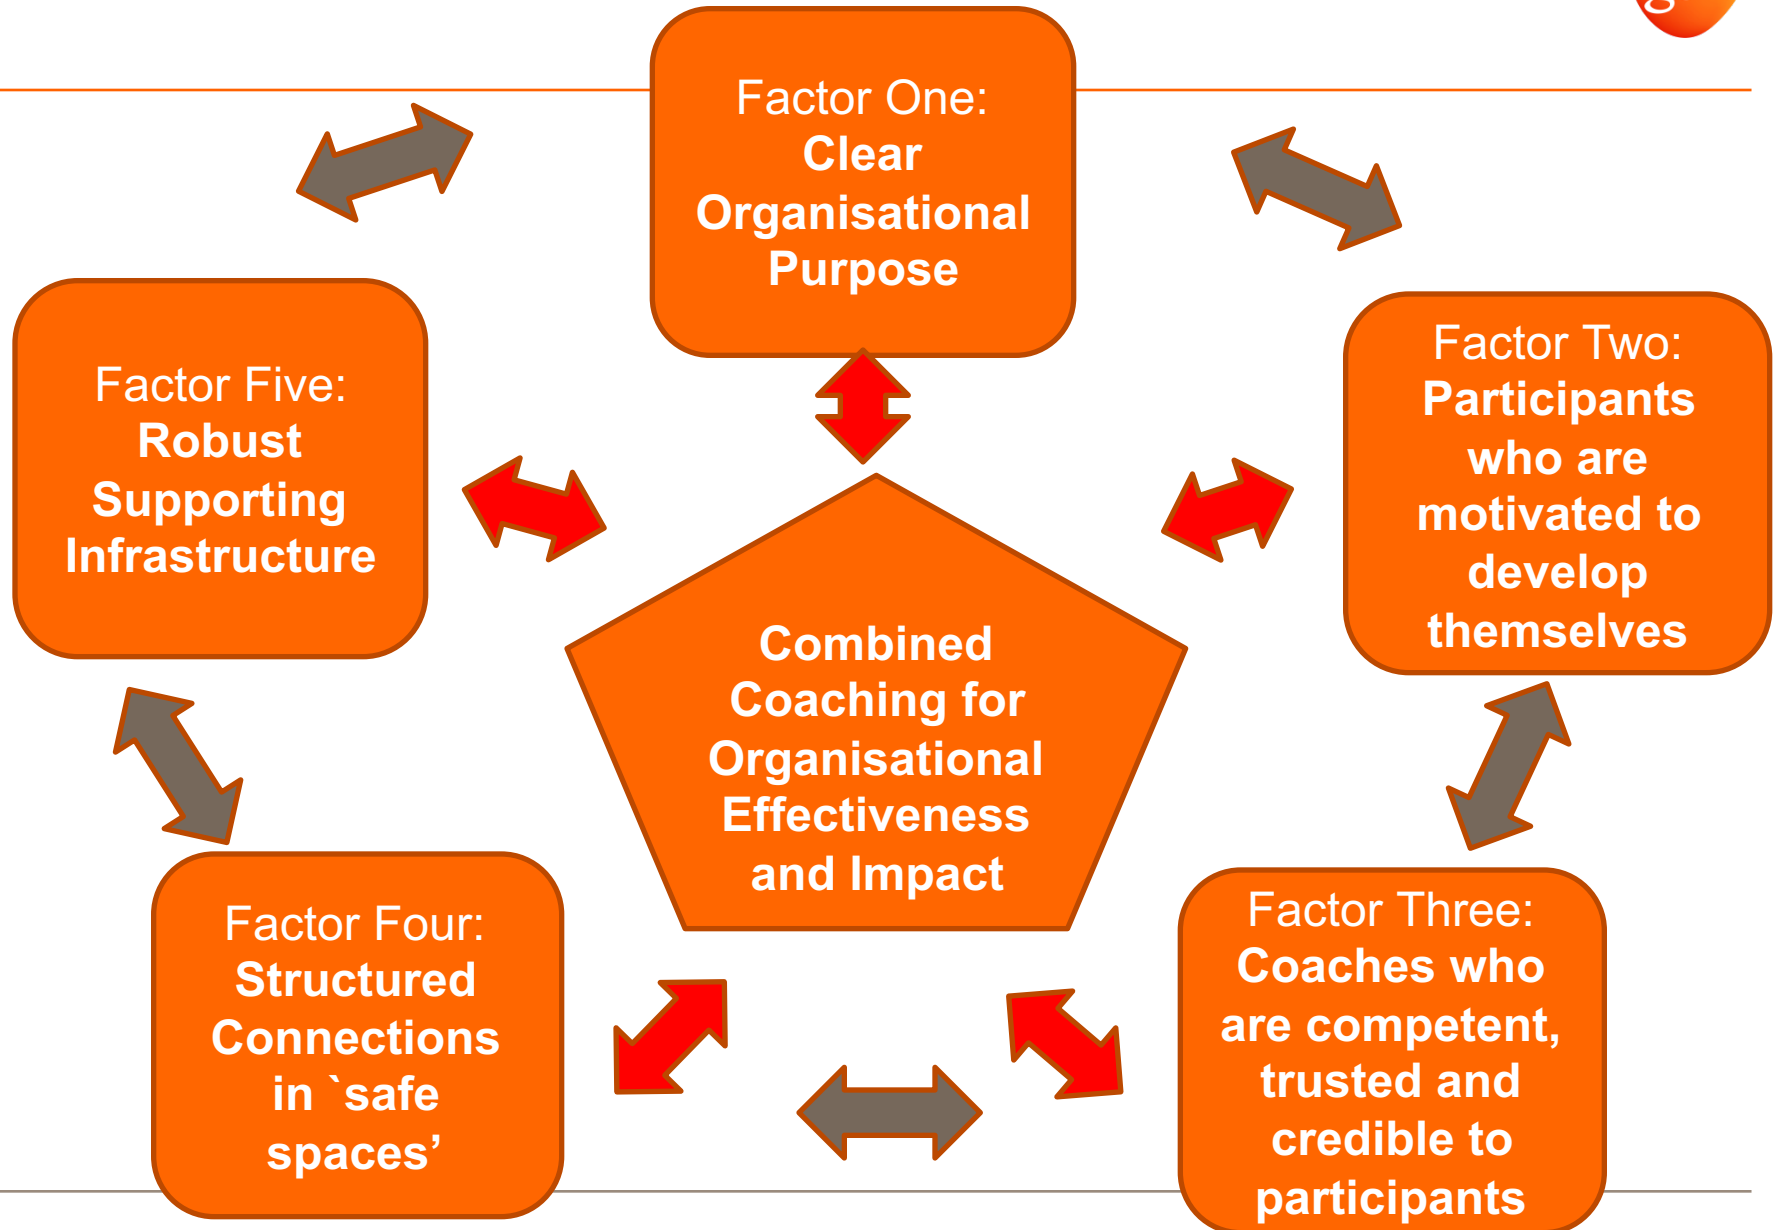 Factor One:
Clear
Organisational
Purpose
Factor Two:
Participants
who are
motivated to
develop
themselves
Factor Three:
Coaches who
are competent,
trusted and
credible to
participants
Factor Four:
Structured
Connections
in `safe
spaces’
Factor Five:
Robust
Supporting
Infrastructure
Combined
Coaching for
Organisational
Effectiveness
and Impact